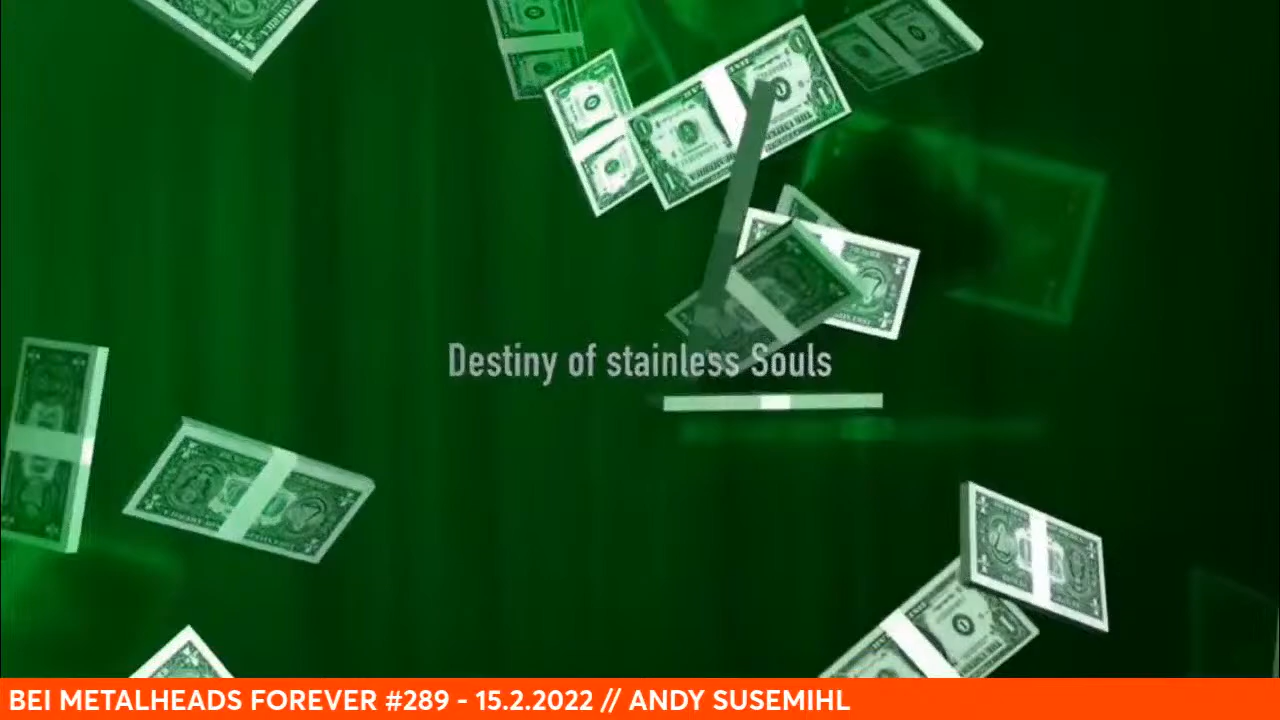 Destiny of stainless Souls
BEI METALHEADS FOREVER #289 - 15.2.2022 // ANDY SUSEMIHL